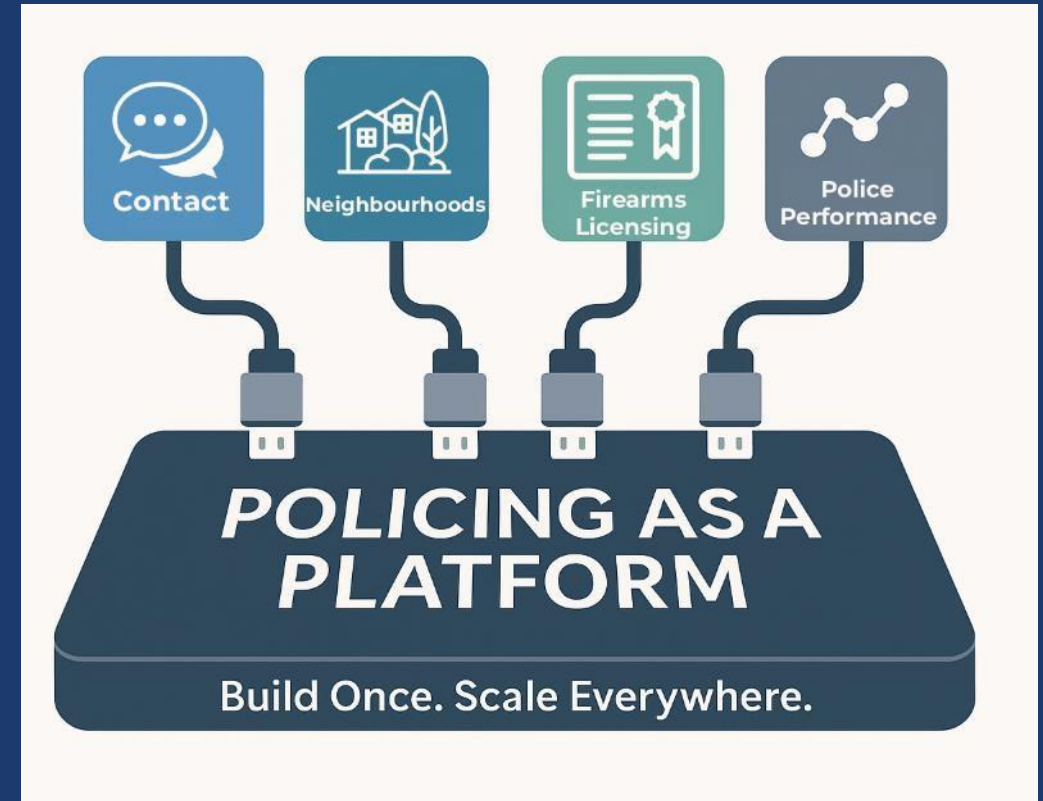 Contact
Neighbourhoods
Firearms
Licensing
Police
Performance
POLICING AS A
PLATFORM
Build Once. Scale Everywhere.